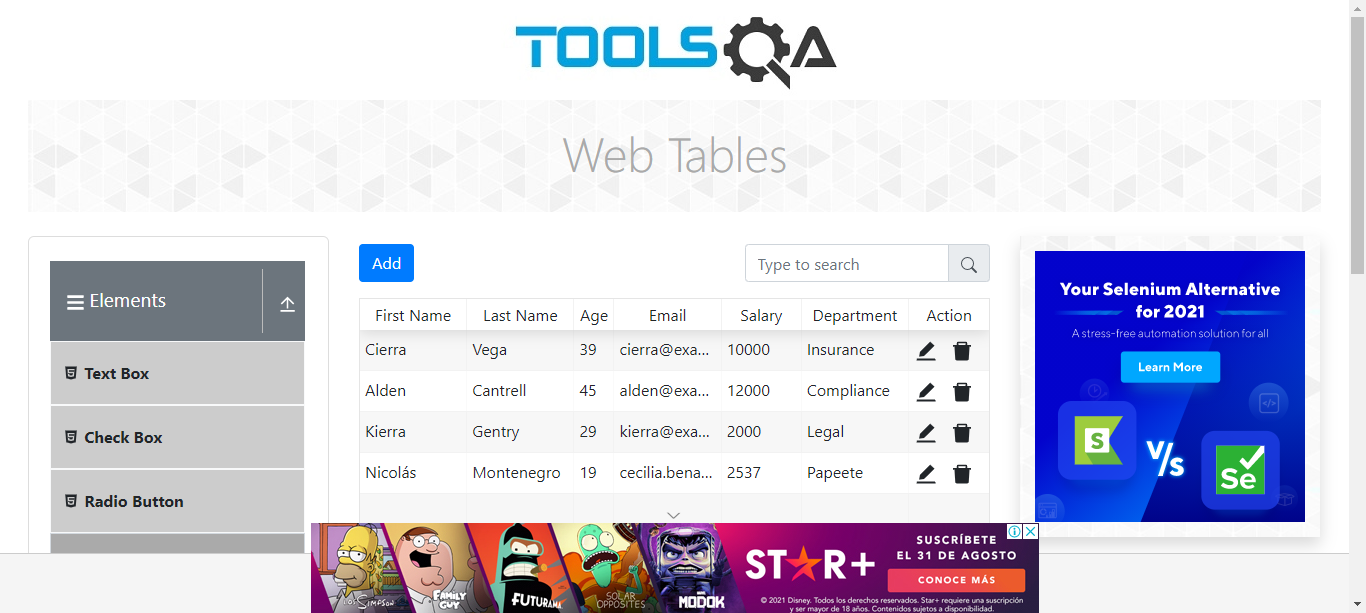 TOOLSQA
Web Tables
Elements
Text Box
Check Box
Radio Button
Add
Type to search
First Name Last Name Age Email Salary Department Action
Cierra Vega 39 cierra@exa... 10000 Insurance
Alden Cantrell 45 alden@exa... 12000 Compliance
Kierra Gentry 29 kierra@exa... 2000 Legal
Nicolás Montenegro 19 cecilia.bena... 2537 Papeete
Your Selenium Alternative
for 2021
A stress-free automation solution for all
Learn More
S
V/s
Se
LOS SIMPSON
FAMILY
GUY
FUTURAMA
SOLAR
OPPOSITES
MODOK
STAR+
SUSCRÍBETE
EL 31 DE AGOSTO
CONOCE MÁS
© 2021 Disney. Todos los derechos reservados. Star+ requiere una suscripción
y ser mayor de 18 años. Contenidos sujetos a disponibilidad.